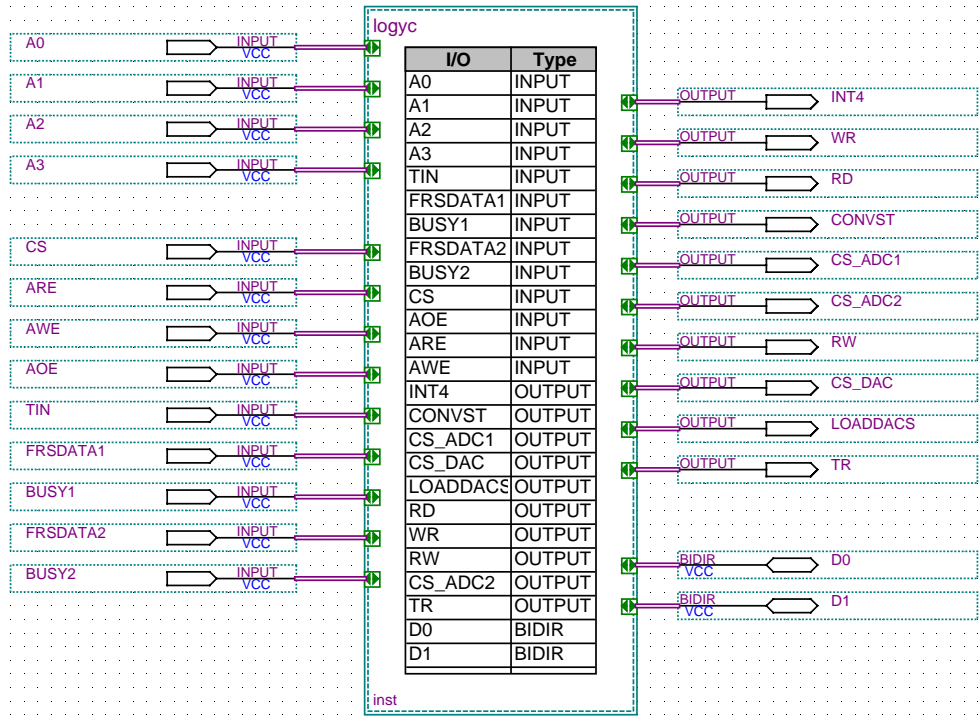 logyc
A0 INPUT VCC
A1 INPUT VCC
A2 INPUT VCC
A3 INPUT VCC
CS INPUT VCC
ARE INPUT VCC
AWE INPUT VCC
AOE INPUT VCC
TIN INPUT VCC
FRSDATA1 INPUT VCC
BUSY1 INPUT VCC
FRSDATA2 INPUT VCC
BUSY2 INPUT VCC
I/O Type
A0 INPUT
A1 INPUT
A2 INPUT
A3 INPUT
TIN INPUT
FRSDATA1 INPUT
BUSY1 INPUT
FRSDATA2 INPUT
BUSY2 INPUT
CS INPUT
AOE INPUT
ARE INPUT
AWE INPUT
INT4 OUTPUT
CONVST OUTPUT
CS_ADC1 OUTPUT
CS_DAC OUTPUT
LOADDACS OUTPUT
RD OUTPUT
WR OUTPUT
RW OUTPUT
CS_ADC2 OUTPUT
TR OUTPUT
D0 BIDIR
D1 BIDIR
inst
OUTPUT INT4
OUTPUT WR
OUTPUT RD
OUTPUT CONVST
OUTPUT CS_ADC1
OUTPUT CS_ADC2
OUTPUT RW
OUTPUT CS_DAC
OUTPUT LOADDACS
OUTPUT TR
BIDIR VCC D0
BIDIR VCC D1